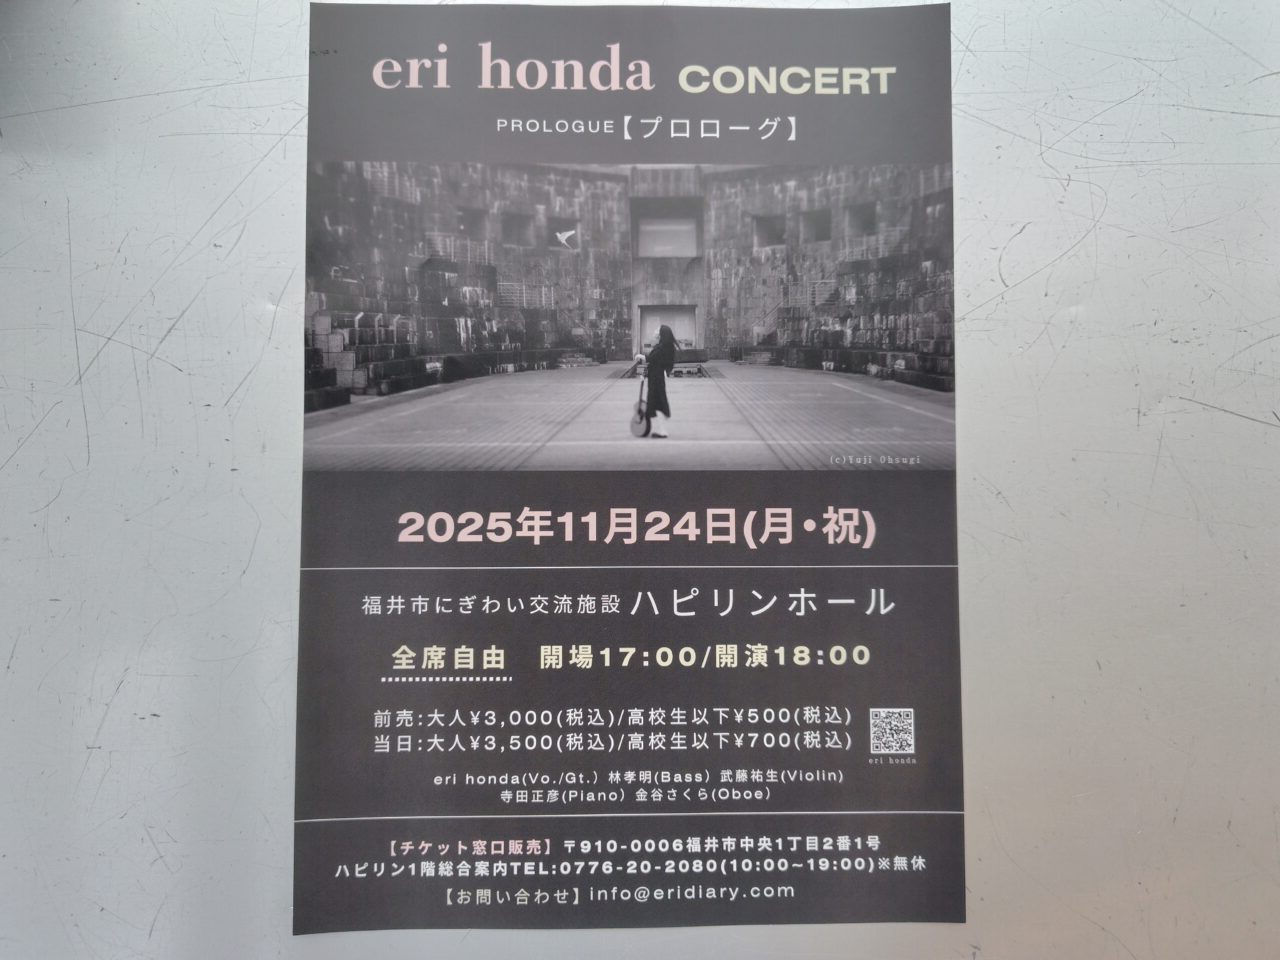 eri honda CONCERT
PROLOGUE【プロローグ】
(c)Yuji Ohsugi
2025年11月24日(月・祝)
福井市にぎわい交流施設 ハピリンホール
全席自由 開場17:00/開演18:00
前売:大人¥3,000(税込)/高校生以下¥500(税込)
当日:大人¥3,500(税込)/高校生以下¥700(税込)
eri honda
eri honda(Vo./Gt.) 林孝明(Bass) 武藤祐生(Violin)
寺田正彦(Piano) 金谷さくら(Oboe)
【チケット窓口販売】〒910-0006福井市中央1丁目2番1号
ハピリン1階総合案内TEL:0776-20-2080(10:00~19:00)※無休
【お問い合わせ】info@eridiary.com